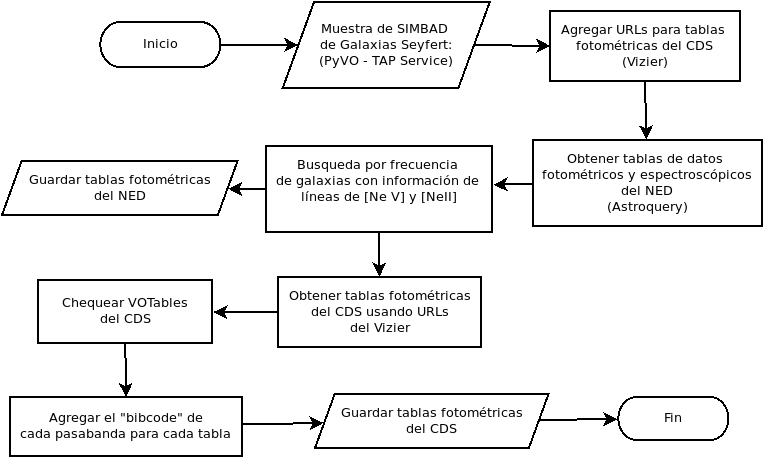 Inicio
Muestra de SIMBAD
de Galaxias Seyfert:
(PyVO - TAP Service)
Agregar URLs para tablas
fotométricas del CDS
(Vizier)
Obtener tablas de datos
fotométricos y espectroscópicos
del NED
(Astroquery)
Busqueda por frecuencia
de galaxias con información de
líneas de [Ne V] y [NeII]
Guardar tablas fotométricas
del NED
Obtener tablas fotométricas
del CDS usando URLs
del Vizier
Chequear VOTables
del CDS
Agregar el "bibcode" de
cada pasabanda para cada tabla
Guardar tablas fotométricas
del CDS
Fin